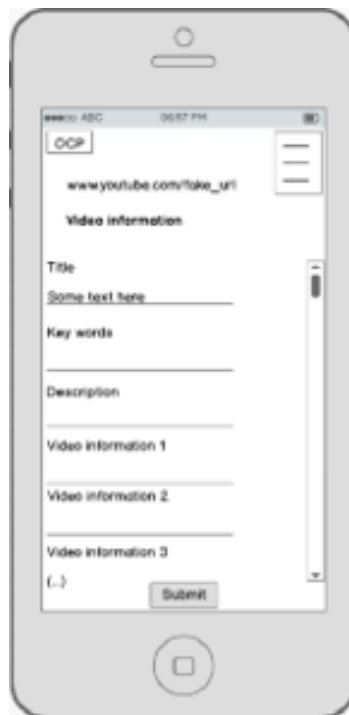 ABC 06:57 PM
OCP
www.youtube.com/fake_url
Video information
Title
Some text here
Key words
Description
Video information 1
Video information 2
Video information 3
(...)
Submit